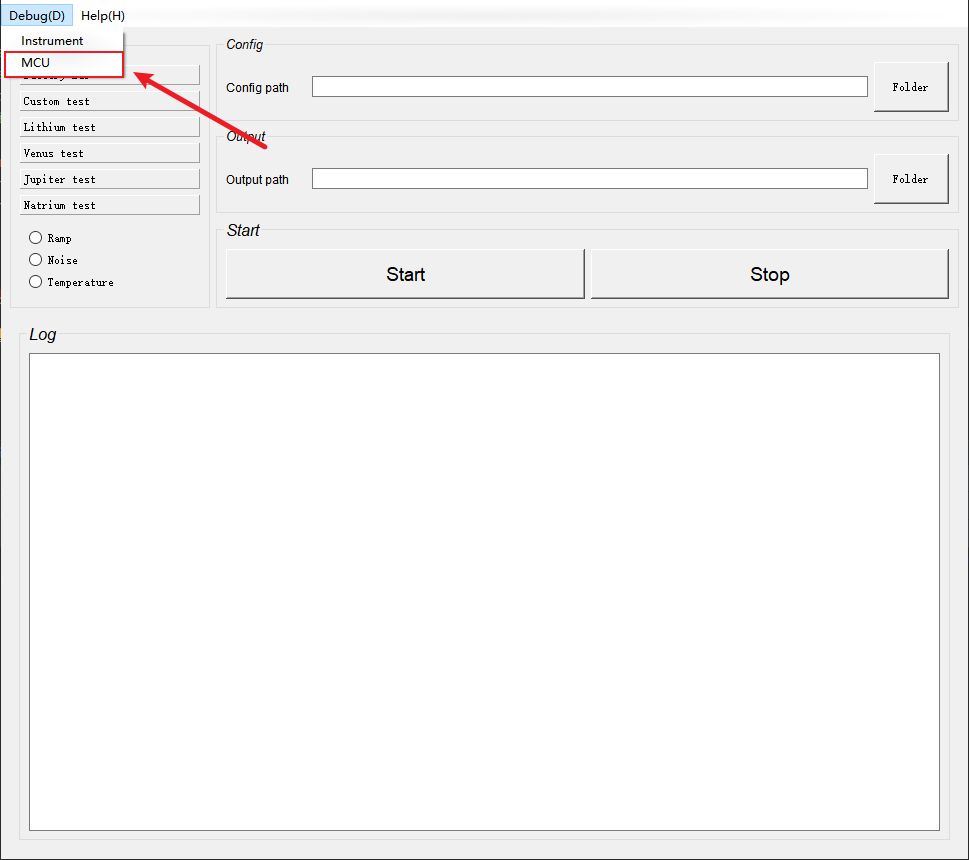 Debug(D) Help(H)
Instrument
MCU
Custom test
Lithium test
Venus test
Jupiter test
Natrium test
Ramp
Noise
Temperature
Config
Config path
Folder
Output
Output path
Folder
Start
Start
Stop
Log